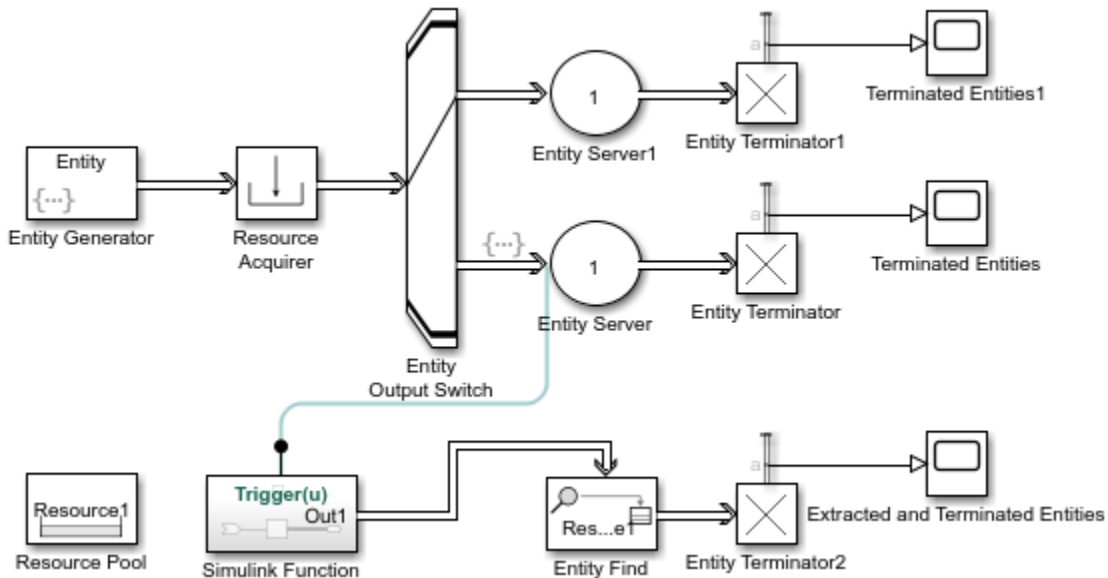 a
Terminated Entities1
1
Entity Server1
Entity Terminator1
Entity
{...}
Entity Generator
Resource
Acquirer
a
Terminated Entities
{...}
1
Entity Server
Entity Terminator
Entity
Output Switch
Resource1
Resource Pool
Trigger(u)
Out1
Simulink Function
Res...e1
Entity Find
a
Entity Terminator2
Extracted and Terminated Entities